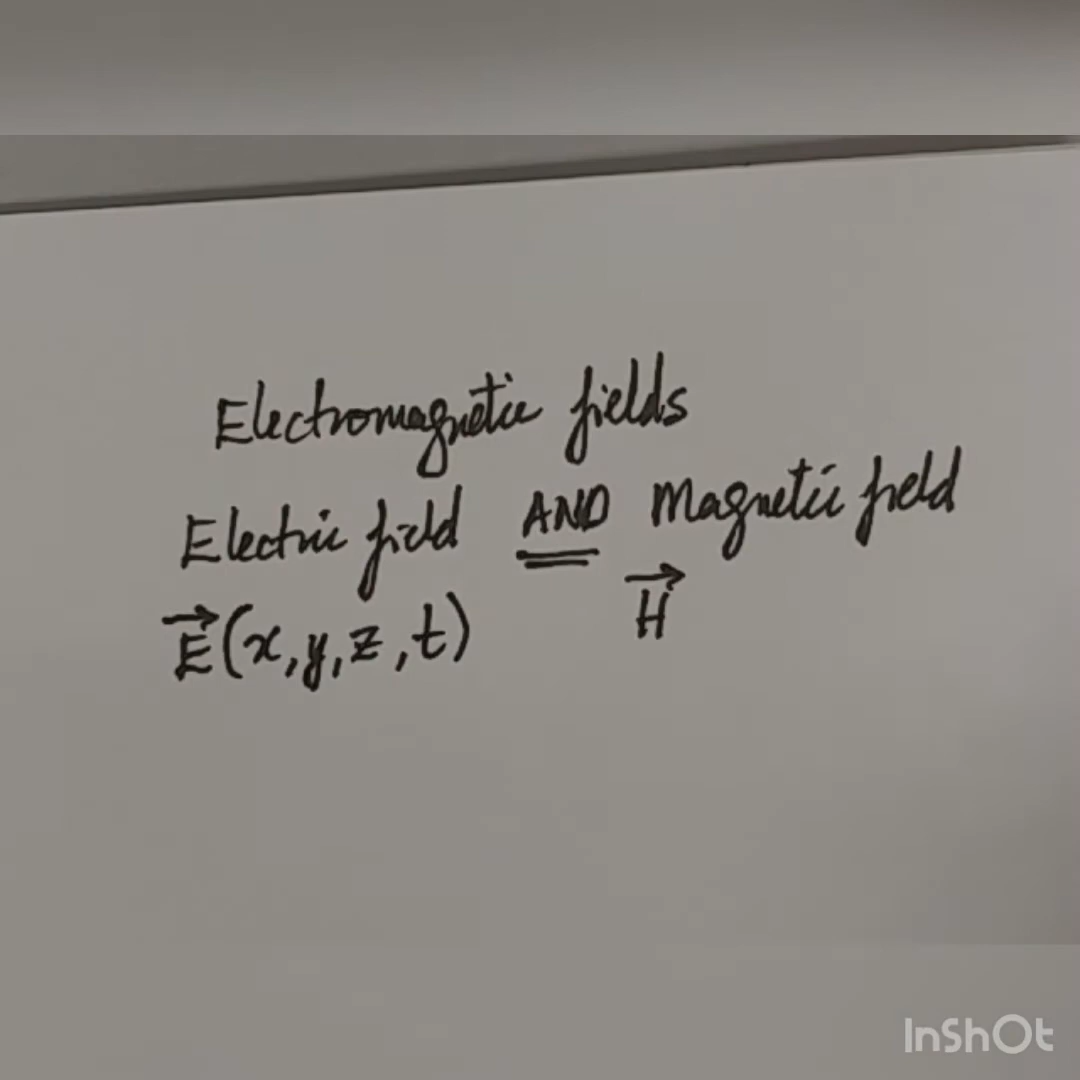 Electromagnetic fields
Electric field AND Magnetic field
E⃗(x,y,z,t) H⃗
InShOt